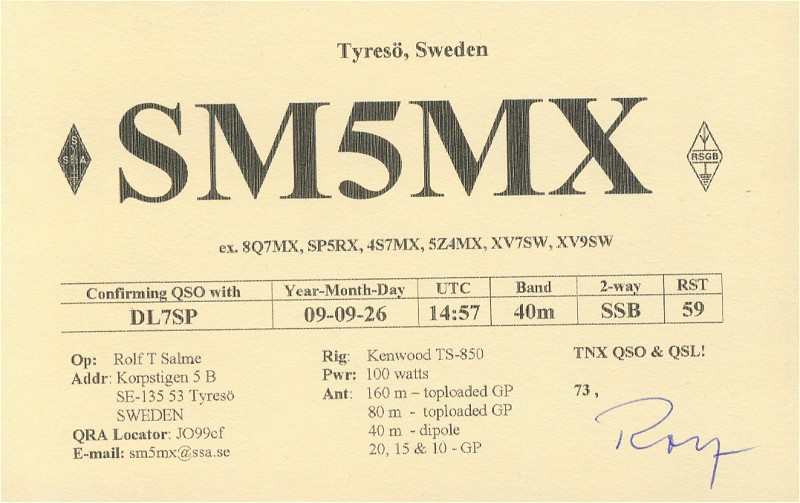 Tyresö, Sweden
SM5MX
SSA
RSGB
ex. 8Q7MX, SP5RX, 4S7MX, 5Z4MX, XV7SW, XV9SW
Confirming QSO with Year-Month-Day UTC Band 2-way RST
DL7SP 09-09-26 14:57 40m SSB 59
Op: Rolf T Salme
Addr: Korpstigen 5 B
SE-135 53 Tyresö
SWEDEN
QRA Locator: JO99cf
E-mail: sm5mx@ssa.se
Rig: Kenwood TS-850
Pwr: 100 watts
Ant: 160 m – toploaded GP
80 m - toploaded GP
40 m - dipole
20, 15 & 10 - GP
TNX QSO & QSL!
73 ,
Rolf